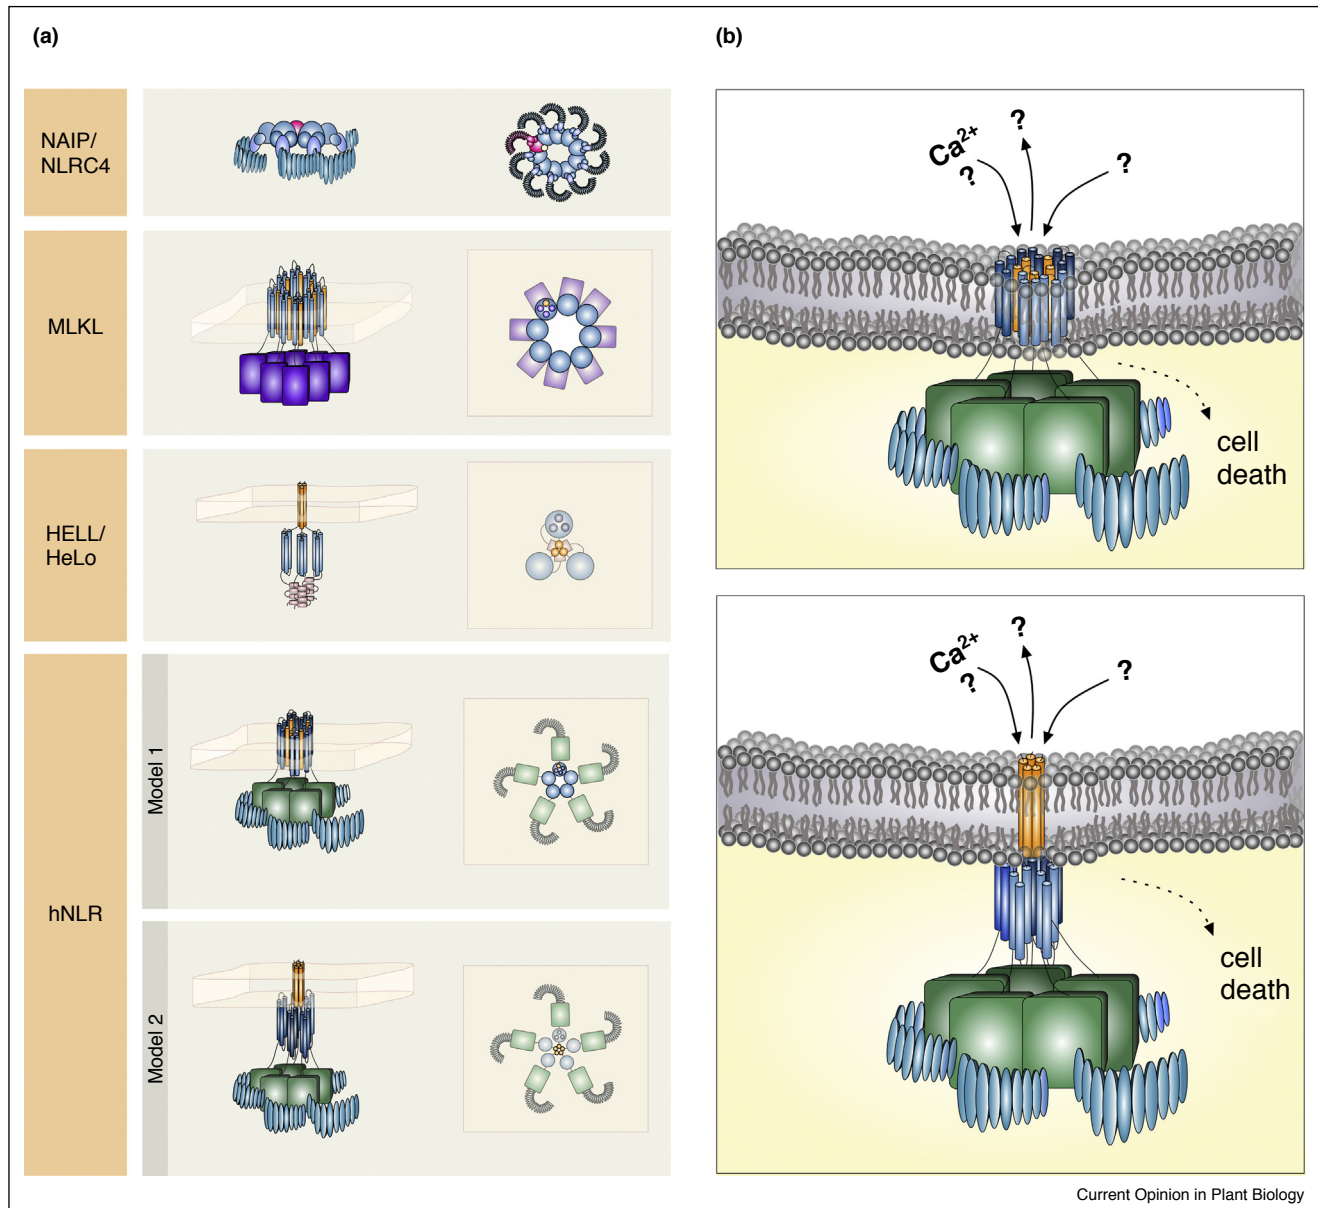 (a)
NAIP/
NLRC4
MLKL
HELL/
HeLo
hNLR
Model 1
Model 2
(b)
Ca2+
?
?
?
cell
death
Ca2+
?
?
?
cell
death
Current Opinion in Plant Biology